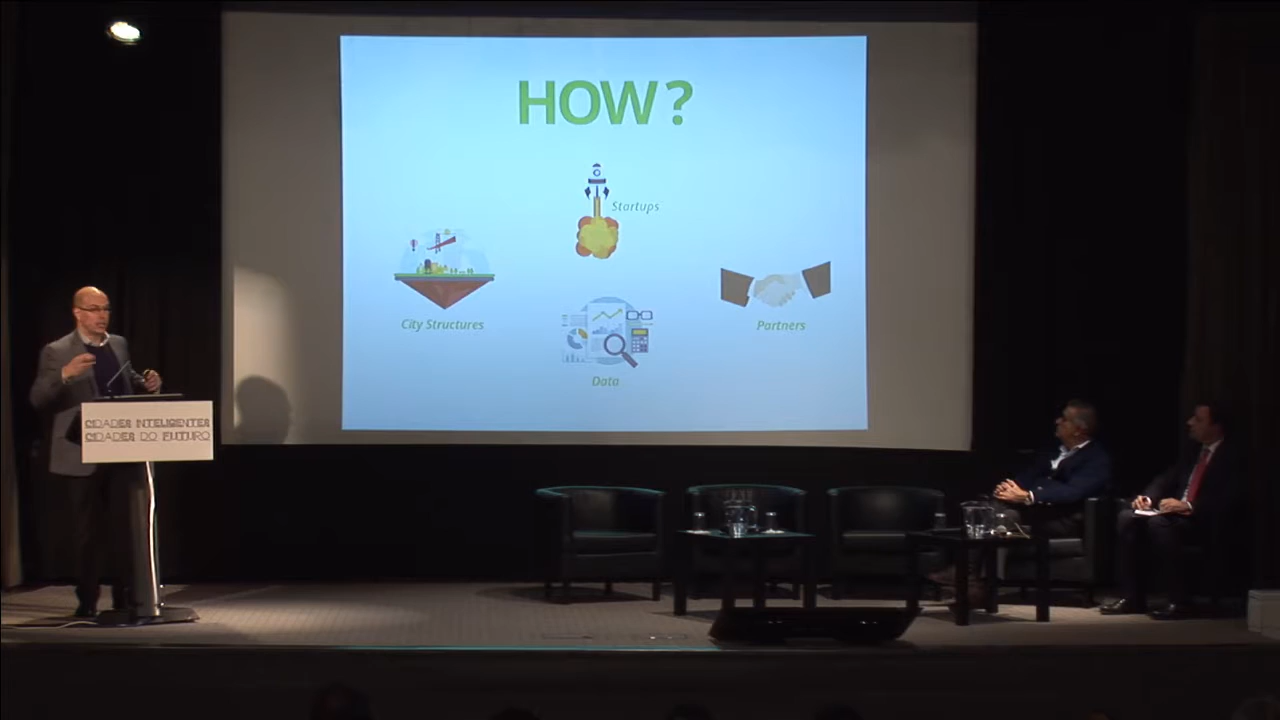 HOW?
Startups
City Structures
Partners
Data
CIDADES INTELIGENTES
CIDADES DO FUTURO